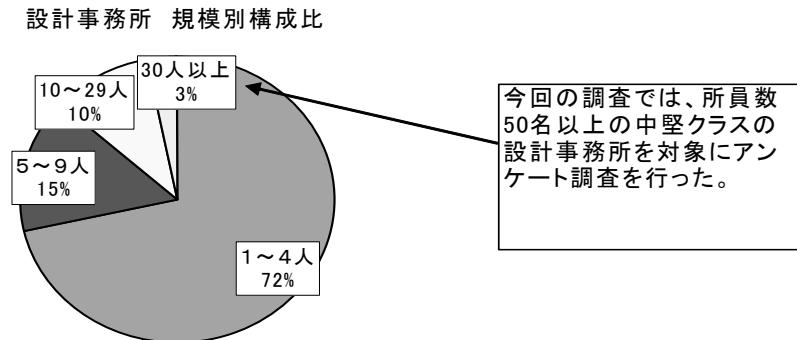 設計事務所 規模別構成比
30人以上
3%
10～29人
10%
5～9人
15%
1～4人
72%
今回の調査では、所員数
50名以上の中堅クラスの
設計事務所を対象にアン
ケート調査を行った。